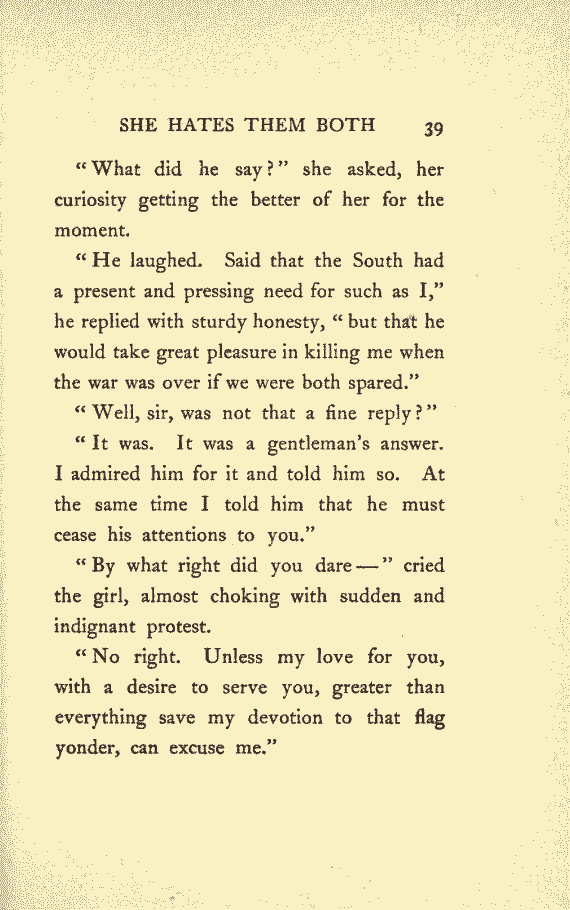 SHE HATES THEM BOTH 39
“What did he say?” she asked, her
curiosity getting the better of her for the
moment.
“He laughed. Said that the South had
a present and pressing need for such as I,”
he replied with sturdy honesty, “but that he
would take great pleasure in killing me when
the war was over if we were both spared.”
“Well, sir, was not that a fine reply?”
“It was. It was a gentleman’s answer.
I admired him for it and told him so. At
the same time I told him that he must
cease his attentions to you.”
“By what right did you dare—” cried
the girl, almost choking with sudden and
indignant protest.
“No right. Unless my love for you,
with a desire to serve you, greater than
everything save my devotion to that flag
yonder, can excuse me.”